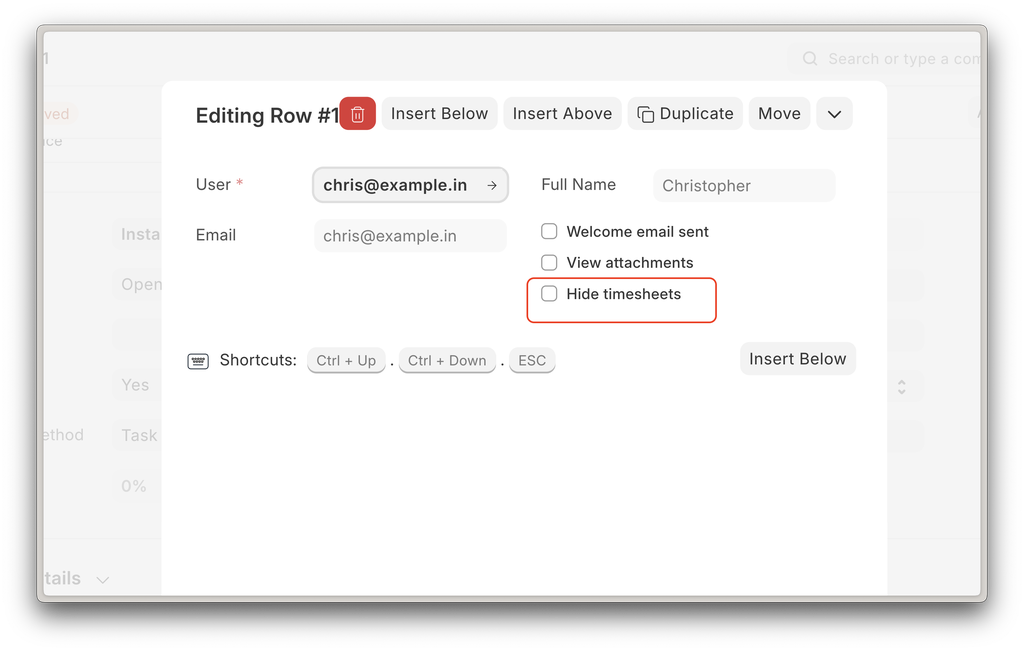 1
Search or type a com
ved
ce
Editing Row #1 Insert Below Insert Above Duplicate Move
User * chris@example.in → Full Name Christopher
Insta
Email chris@example.in
Welcome email sent
View attachments
Open
Hide timesheets
Shortcuts: Ctrl + Up . Ctrl + Down . ESC Insert Below
Yes
ethod Task
0%
tails